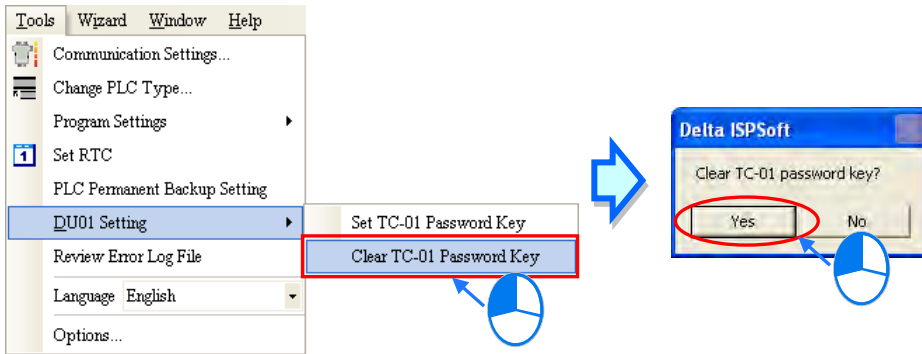 Tools Wizard Window Help
Communication Settings...
Change PLC Type...
Program Settings
1 Set RTC
PLC Permanent Backup Setting
DU01 Setting
Set TC-01 Password Key
Review Error Log File
Clear TC-01 Password Key
Language English
Options...
Delta ISPSoft
Clear TC-01 password key?
Yes No